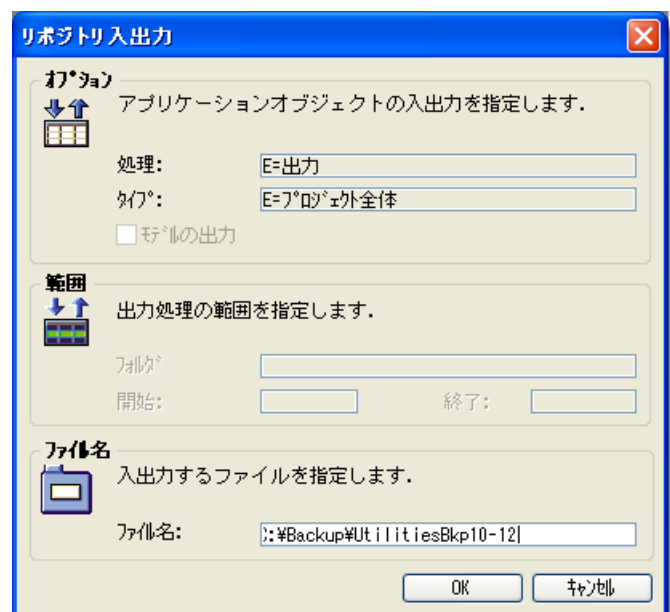 リポジトリ入出力
ｵﾌﾟｼｮﾝ
アプリケーションオブジェクトの入出力を指定します.
処理: E=出力
ﾀｲﾌﾟ: E=ﾌﾟﾛｼﾞｪｸﾄ全体
ﾓﾃﾞﾙの出力
範囲
出力処理の範囲を指定します.
ﾌｫﾙﾀﾞ
開始: 終了:
ﾌｧｲﾙ名
入出力するファイルを指定します.
ﾌｧｲﾙ名: :¥Backup¥UtilitiesBkp10-12
OK ｷｬﾝｾﾙ